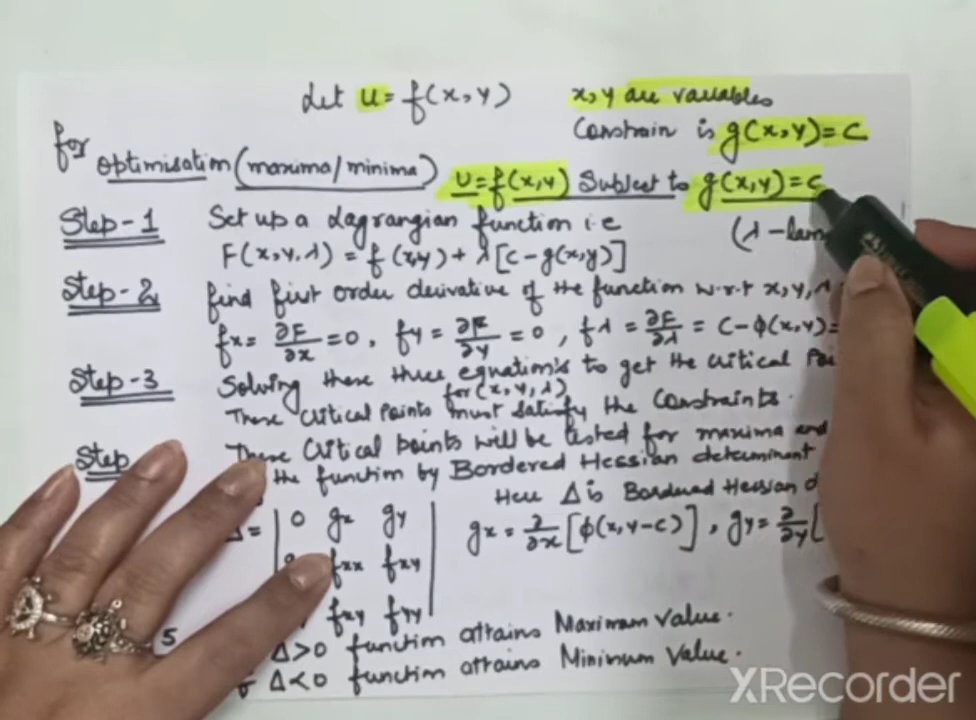 Let U = f(x,y)    x,y are variables
Constrain is g(x,y) = c
for
optimisation (maxima/minima) U=f(x,y) Subject to g(x,y)=c
Step-1 Set up a Lagrangian function i.e (λ-lam
F(x,y,λ) = f(x,y) + λ[c-g(x,y)]
Step-2 find first order derivative of the function w.r.t x,y,λ
fx = ∂F/∂x = 0, fy = ∂F/∂y = 0, fλ = ∂F/∂λ = C-ϕ(x,y)=
Step-3 Solving these three equation's to get the critical Poi
for (x,y,λ)
These critical Points must satisfy the constraints.
Step These critical points will be tested for maxima and
the function by Bordered Hessian determinant
Here Δ is Bordered Hessian d
Δ= | 0 gx gy |
gx = ∂/∂x [ϕ(x,y-c)], gy = ∂/∂y [
fxx fxy
fxy fyy
5 Δ>0 function attains Maximum Value.
Δ<0 function attains Minimum Value.
XRecorder